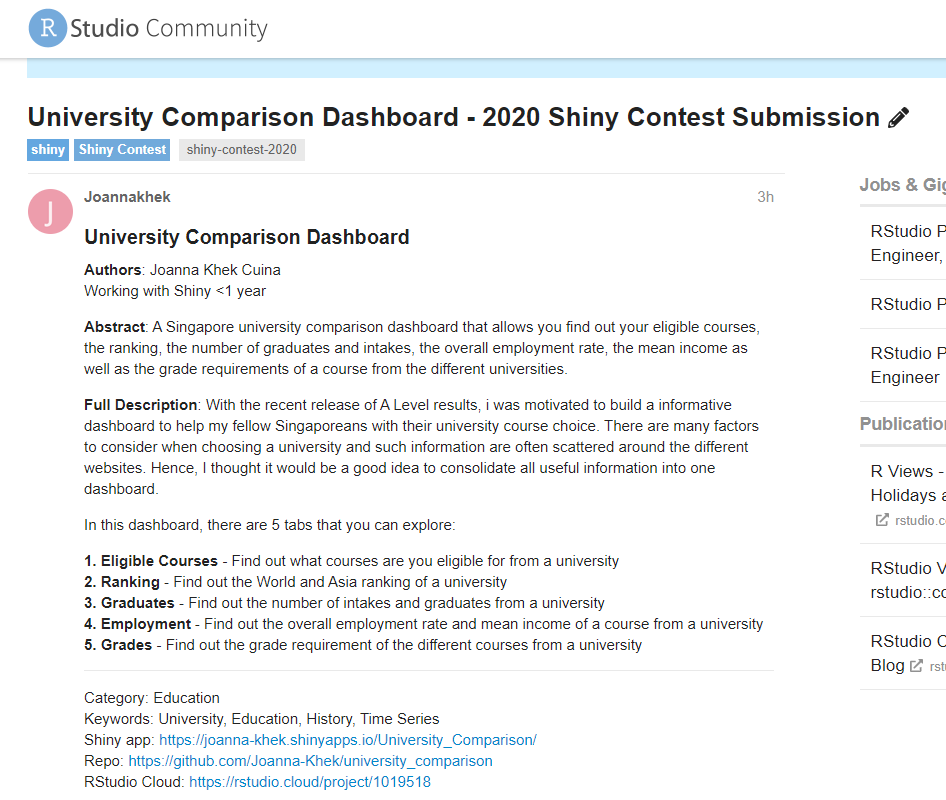 R Studio Community
University Comparison Dashboard - 2020 Shiny Contest Submission
shiny Shiny Contest shiny-contest-2020
J Joannakhek 3h
University Comparison Dashboard
Authors: Joanna Khek Cuina
Working with Shiny <1 year
Abstract: A Singapore university comparison dashboard that allows you find out your eligible courses,
the ranking, the number of graduates and intakes, the overall employment rate, the mean income as
well as the grade requirements of a course from the different universities.
Full Description: With the recent release of A Level results, i was motivated to build a informative
dashboard to help my fellow Singaporeans with their university course choice. There are many factors
to consider when choosing a university and such information are often scattered around the different
websites. Hence, I thought it would be a good idea to consolidate all useful information into one
dashboard.
In this dashboard, there are 5 tabs that you can explore:
1. Eligible Courses - Find out what courses are you eligible for from a university
2. Ranking - Find out the World and Asia ranking of a university
3. Graduates - Find out the number of intakes and graduates from a university
4. Employment - Find out the overall employment rate and mean income of a course from a university
5. Grades - Find out the grade requirement of the different courses from a university
Category: Education
Keywords: University, Education, History, Time Series
Shiny app: https://joanna-khek.shinyapps.io/University_Comparison/
Repo: https://github.com/Joanna-Khek/university_comparison
RStudio Cloud: https://rstudio.cloud/project/1019518
Jobs & Gig
RStudio P
Engineer,
RStudio P
RStudio P
Engineer
Publication
R Views -
Holidays a
rstudio.c
RStudio V
rstudio::co
RStudio C
Blog rst